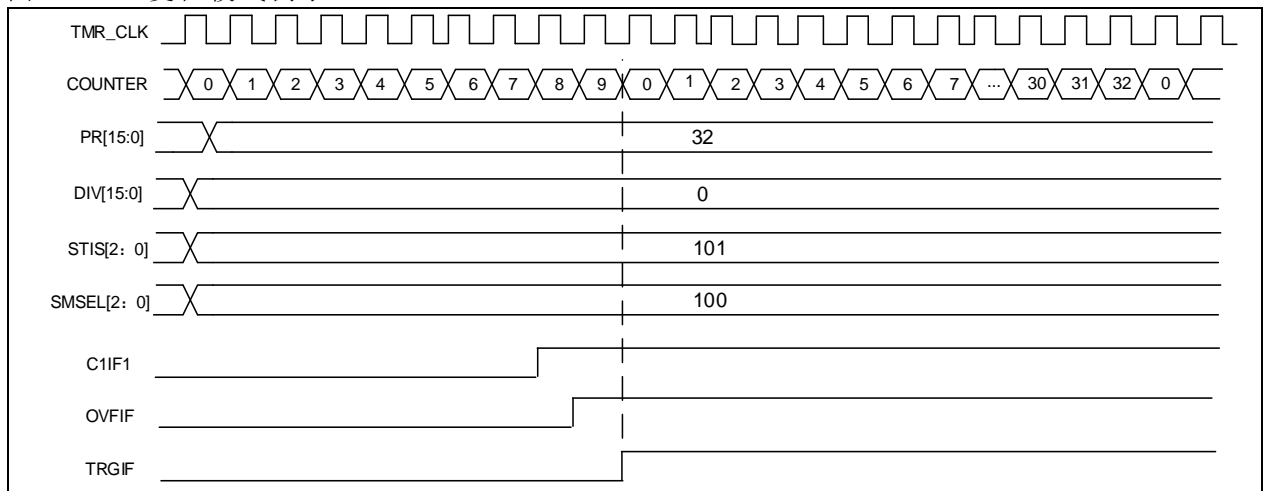 TMR_CLK
COUNTER 0 1 2 3 4 5 6 7 8 9 0 1 2 3 4 5 6 7 ... 30 31 32 0
PR[15:0] 32
DIV[15:0] 0
STIS[2：0] 101
SMSEL[2：0] 100
C1IF1
OVFIF
TRGIF